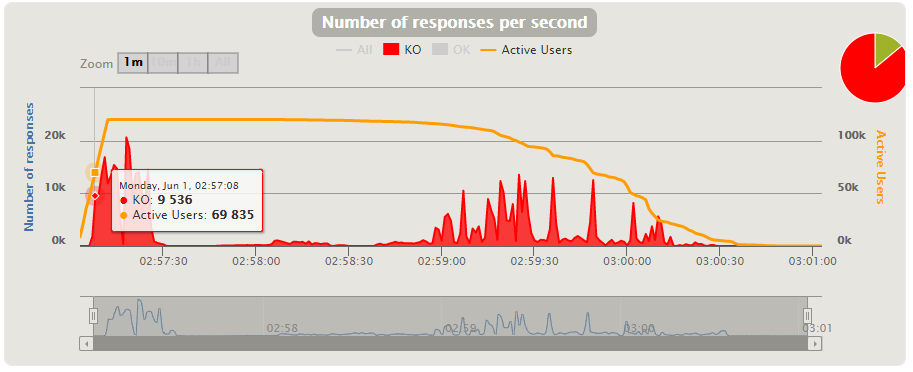 Number of responses per second
All KO OK Active Users
Zoom 1m 10m 1h All
Number of responses
20k
10k
0k
100k
50k
0k
Active Users
Monday, Jun 1, 02:57:08
KO: 9 536
Active Users: 69 835
02:57:30 02:58:00 02:58:30 02:59:00 02:59:30 03:00:00 03:00:30 03:01:00
02:58 02:59 03:00 03:01